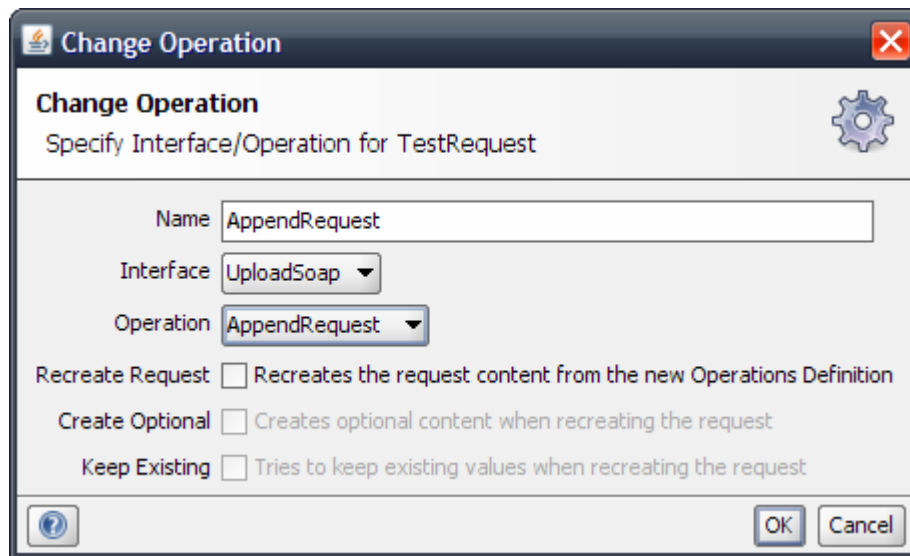 Change Operation
Change Operation
Specify Interface/Operation for TestRequest
Name AppendRequest
Interface UploadSoap
Operation AppendRequest
Recreate Request Recreates the request content from the new Operations Definition
Create Optional Creates optional content when recreating the request
Keep Existing Tries to keep existing values when recreating the request
? OK Cancel